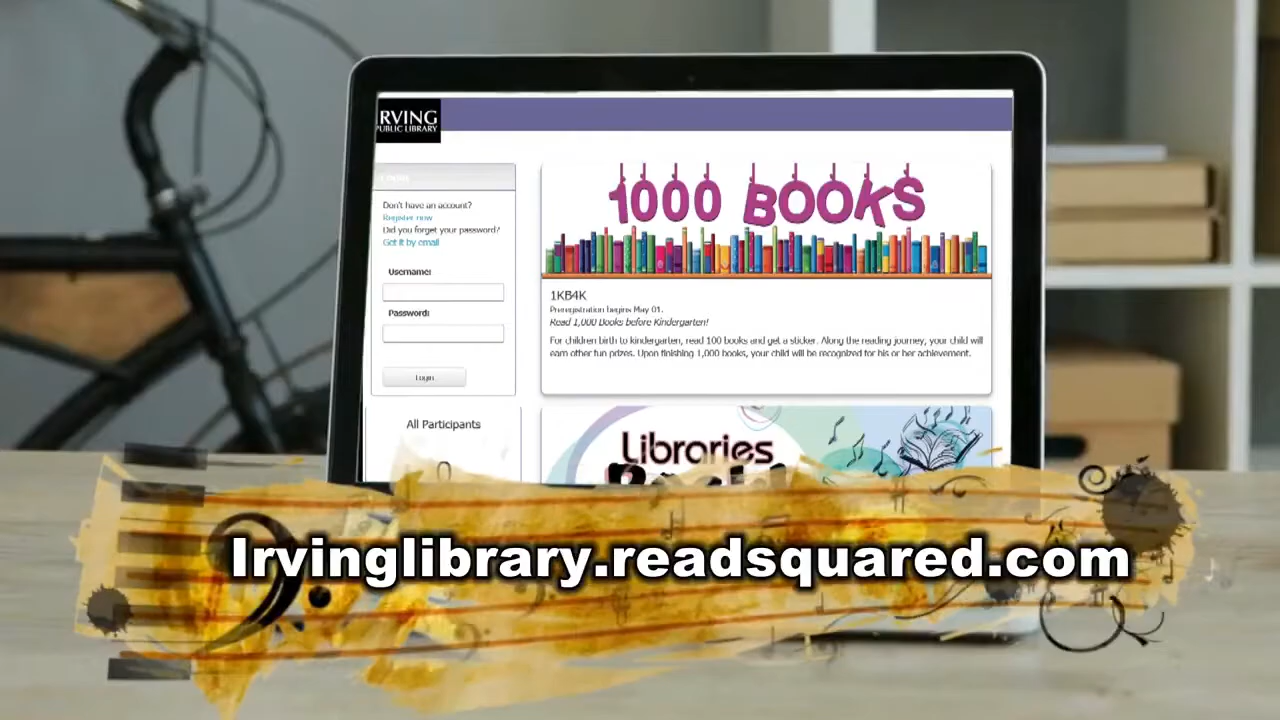 IRVING
PUBLIC LIBRARY
Login
Don't have an account?
Register now
Did you forget your password?
Get it by email
Username:
Password:
Login
All Participants
0
1000 BOOKS
1KB4K
Preregistration begins May 01.
Read 1,000 Books before Kindergarten!
For children birth to kindergarten, read 100 books and get a sticker. Along the reading journey, your child will
earn other fun prizes. Upon finishing 1,000 books, your child will be recognized for his or her achievement.
Libraries
Irvinglibrary.readsquared.com